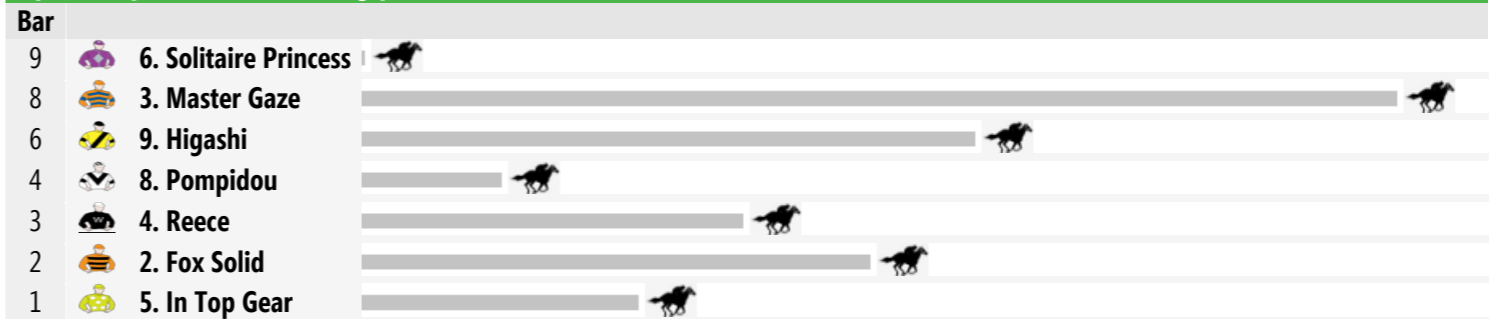 Bar
9 6. Solitaire Princess
8 3. Master Gaze
6 9. Higashi
4 8. Pompidou
3 4. Reece
2 2. Fox Solid
1 5. In Top Gear